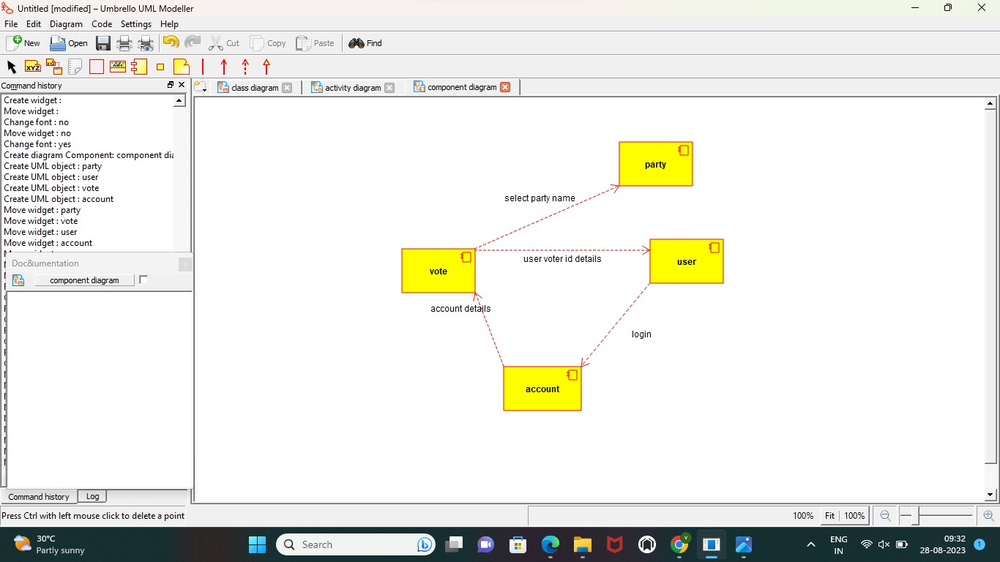 Untitled [modified] – Umbrello UML Modeller
File Edit Diagram Code Settings Help
New Open Cut Copy Paste Find
XYZ XYZ ABC
Command history
class diagram activity diagram component diagram
Create widget :
Move widget :
Change font : no
Move widget : no
Change font : yes
Create diagram Component: component dia
Create UML object : party
Create UML object : user
Create UML object : vote
Create UML object : account
Move widget : party
Move widget : vote
Move widget : user
Move widget : account
Doc&umentation
component diagram
party
select party name
vote
user voter id details
user
account details
login
account
Command history Log
Press Ctrl with left mouse click to delete a point
100% Fit 100%
30°C
Partly sunny
Search
V
ENG
IN
09:32
28-08-2023
1